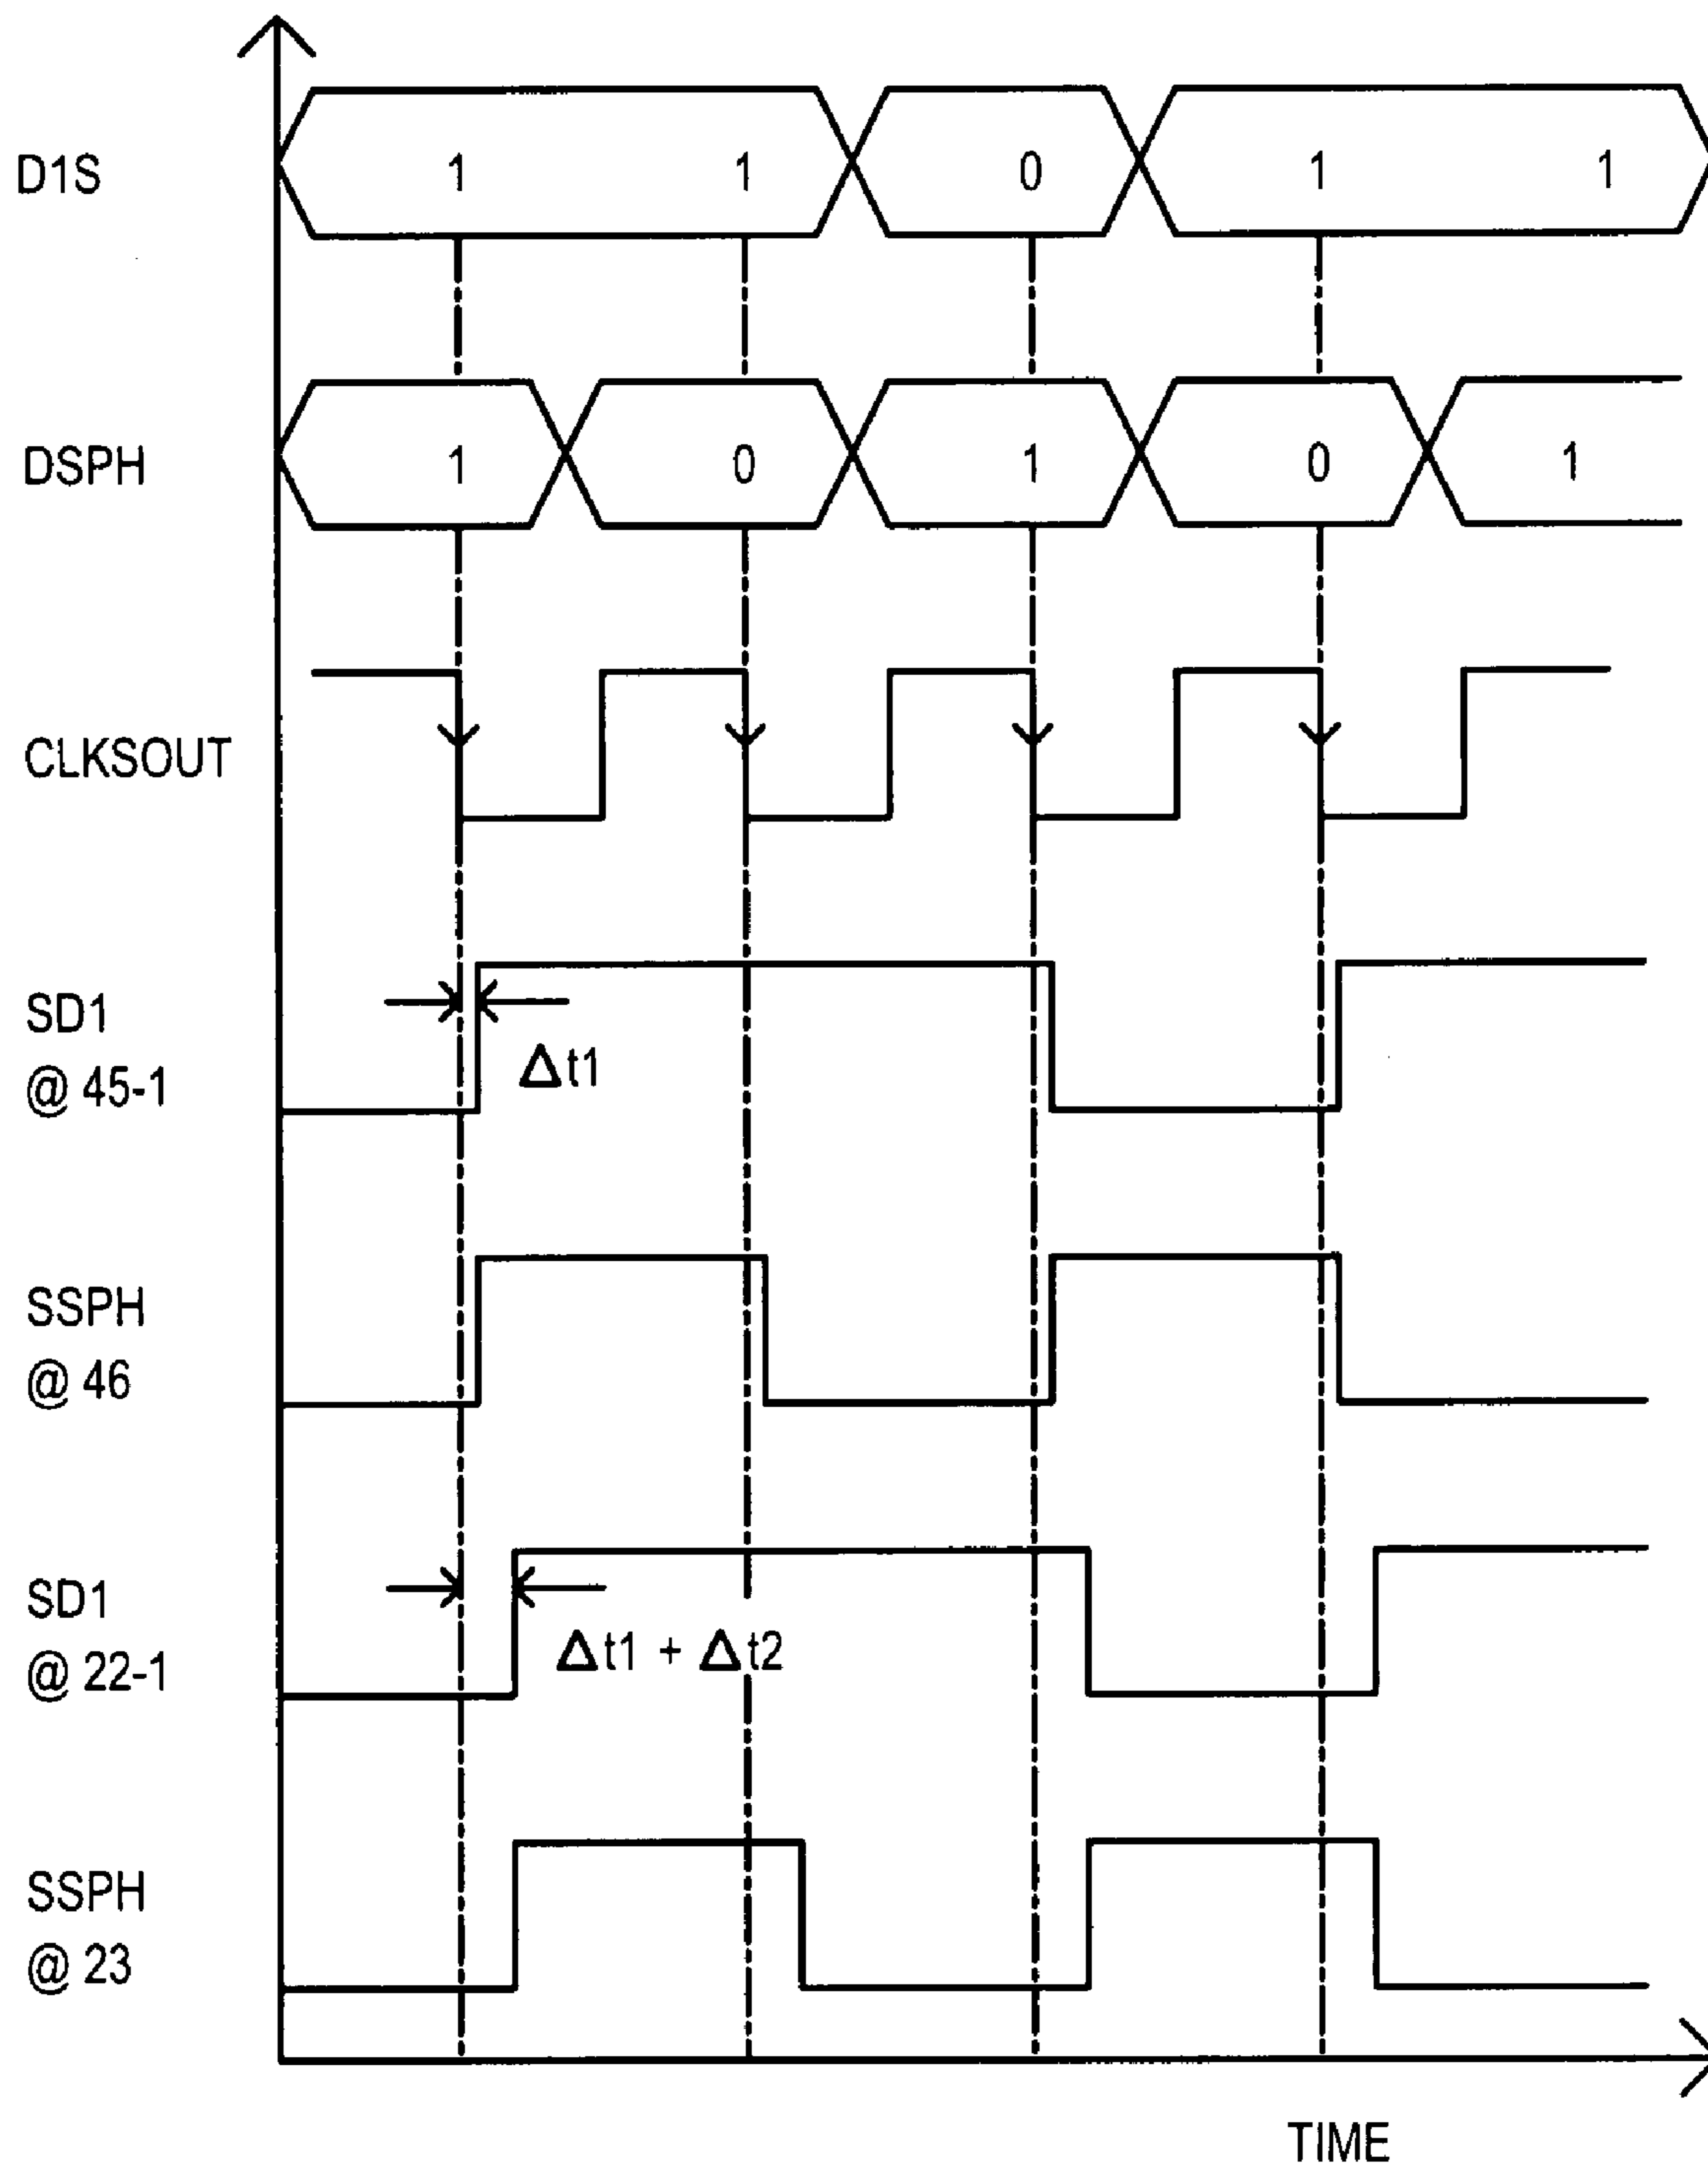 D1S
1 1 0 1 1
DSPH
1 0 1 0 1
CLKSOUT
SD1
@ 45-1
Δt1
SSPH
@ 46
SD1
@ 22-1
Δt1 + Δt2
SSPH
@ 23
TIME